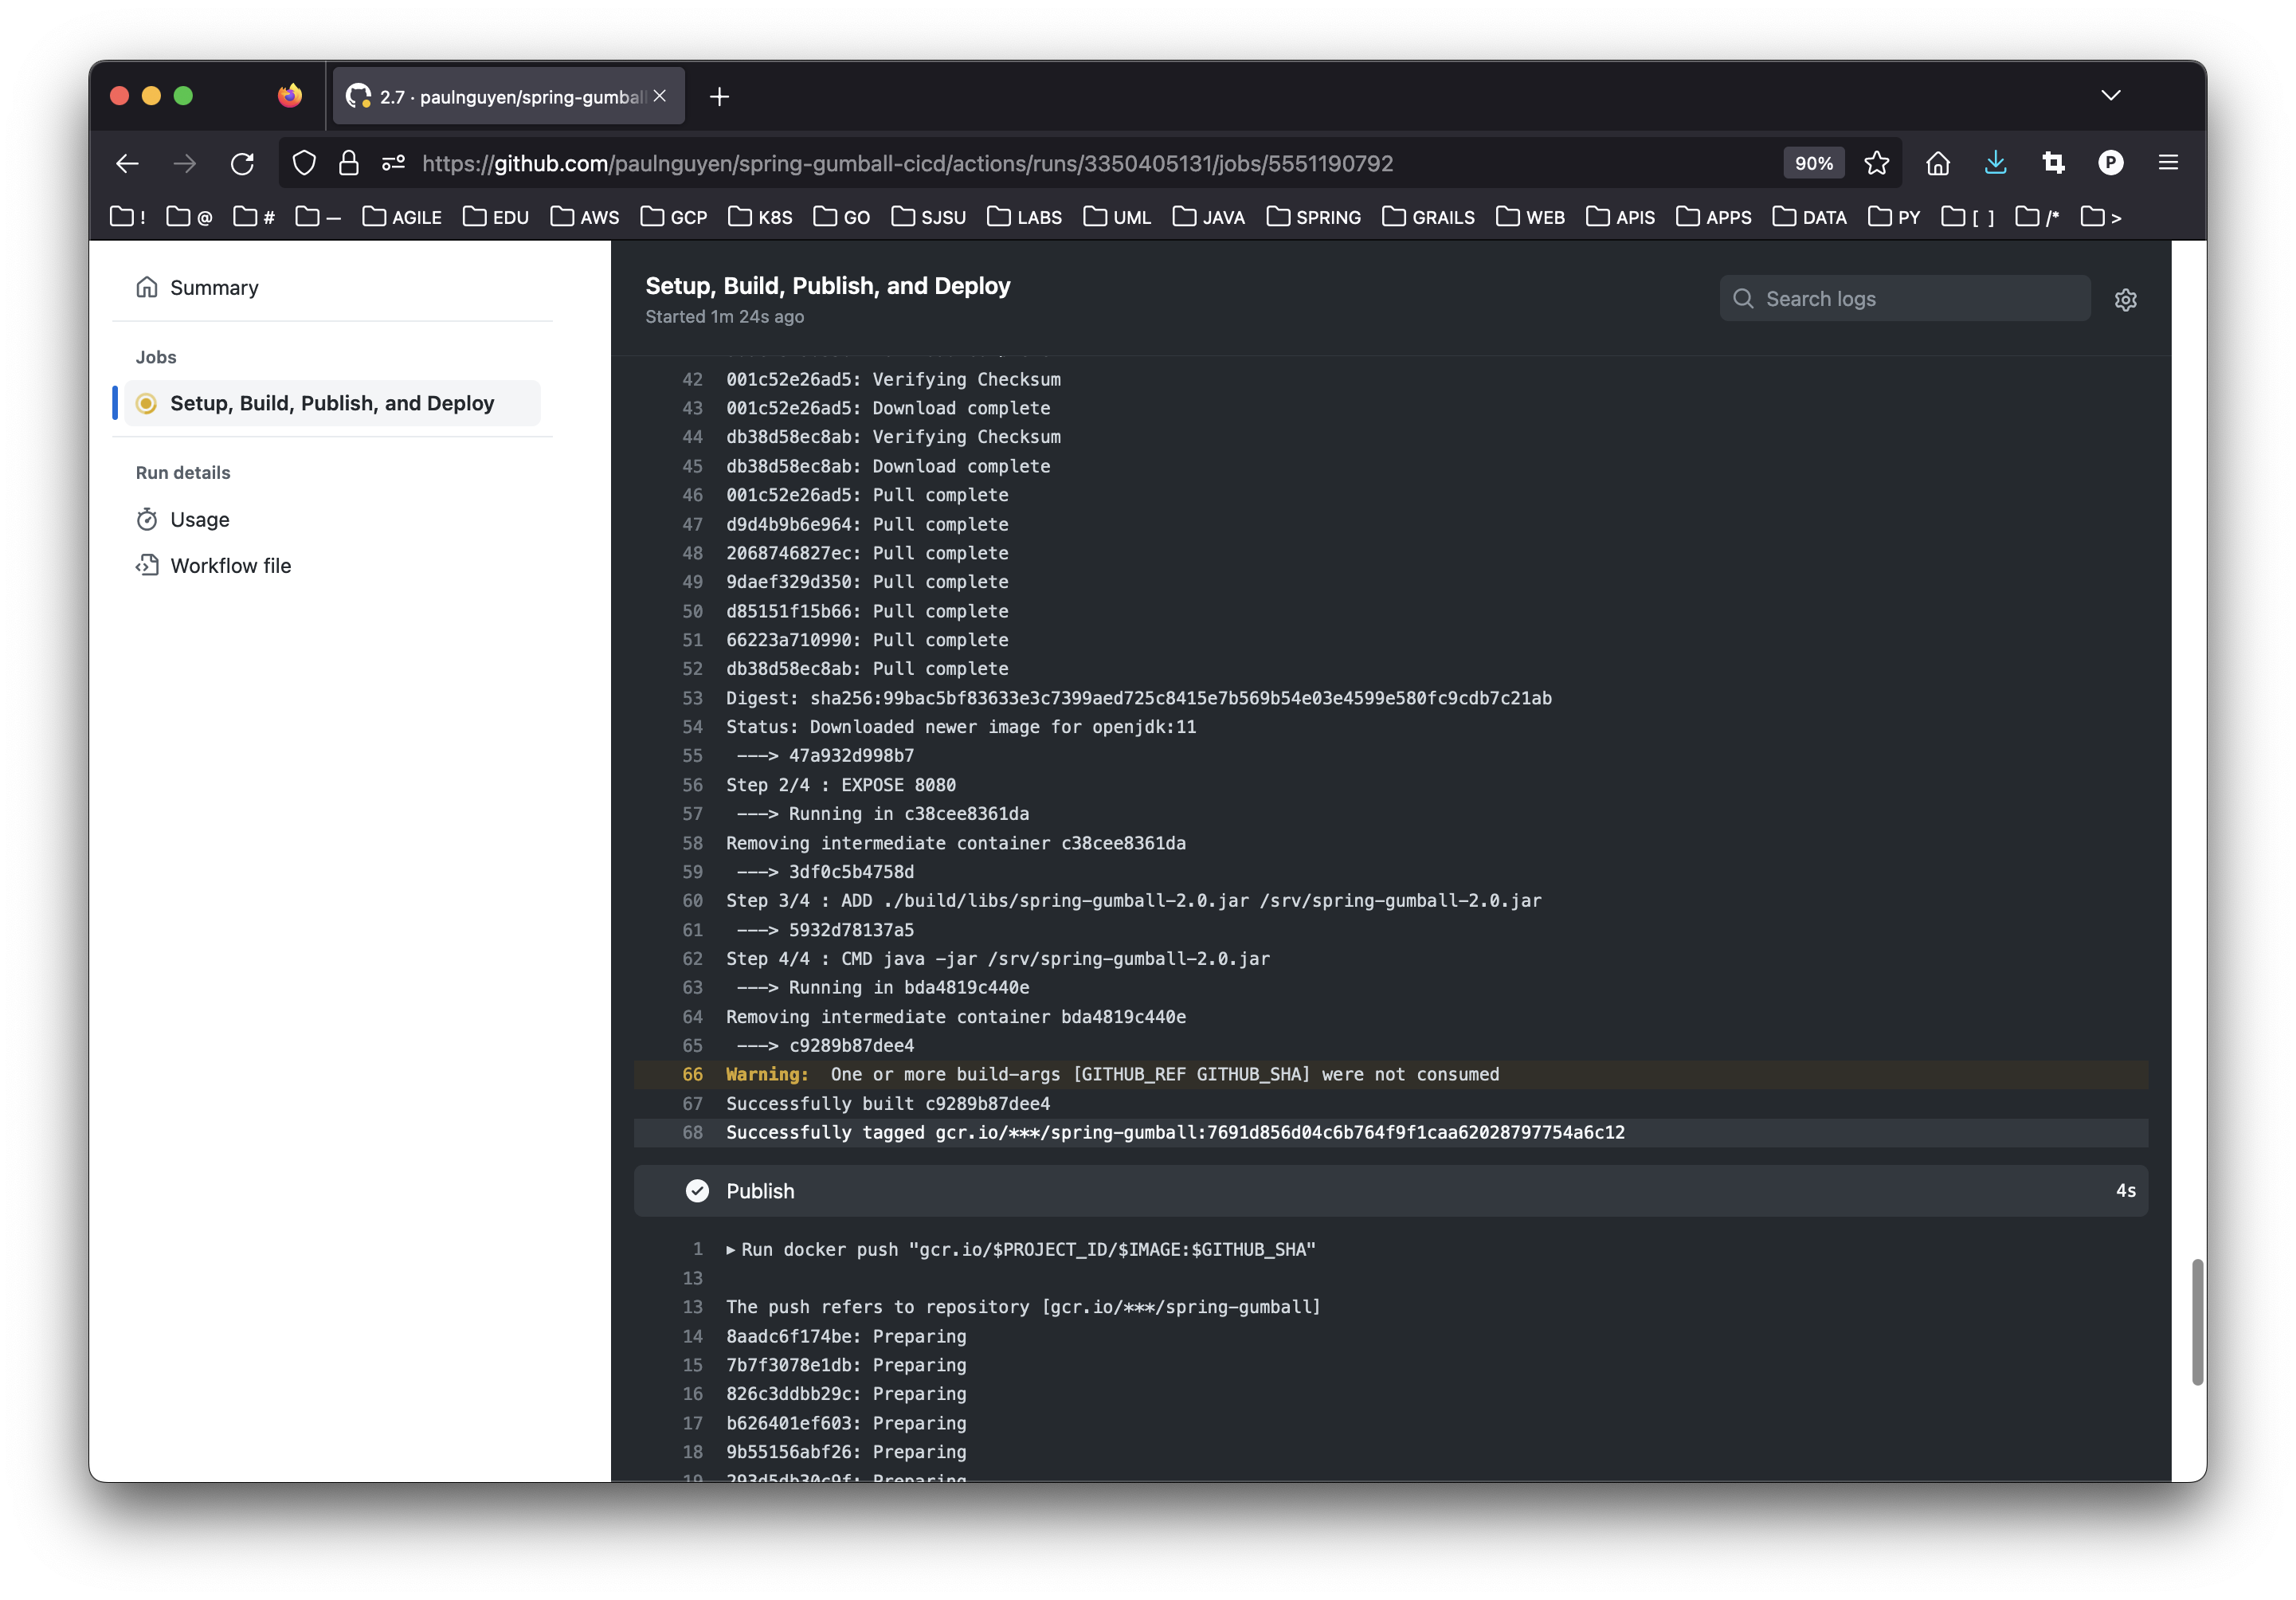 2.7 · paulnguyen/spring-gumball
https://github.com/paulnguyen/spring-gumball-cicd/actions/runs/3350405131/jobs/5551190792
90%
P
! @ # — AGILE EDU AWS GCP K8S GO SJSU LABS UML JAVA SPRING GRAILS WEB APIS APPS DATA PY [ ] /* >
Summary
Jobs
Setup, Build, Publish, and Deploy
Run details
Usage
Workflow file
Setup, Build, Publish, and Deploy
Started 1m 24s ago
Search logs
42 001c52e26ad5: Verifying Checksum
43 001c52e26ad5: Download complete
44 db38d58ec8ab: Verifying Checksum
45 db38d58ec8ab: Download complete
46 001c52e26ad5: Pull complete
47 d9d4b9b6e964: Pull complete
48 2068746827ec: Pull complete
49 9daef329d350: Pull complete
50 d85151f15b66: Pull complete
51 66223a710990: Pull complete
52 db38d58ec8ab: Pull complete
53 Digest: sha256:99bac5bf83633e3c7399aed725c8415e7b569b54e03e4599e580fc9cdb7c21ab
54 Status: Downloaded newer image for openjdk:11
55 ---> 47a932d998b7
56 Step 2/4 : EXPOSE 8080
57 ---> Running in c38cee8361da
58 Removing intermediate container c38cee8361da
59 ---> 3df0c5b4758d
60 Step 3/4 : ADD ./build/libs/spring-gumball-2.0.jar /srv/spring-gumball-2.0.jar
61 ---> 5932d78137a5
62 Step 4/4 : CMD java -jar /srv/spring-gumball-2.0.jar
63 ---> Running in bda4819c440e
64 Removing intermediate container bda4819c440e
65 ---> c9289b87dee4
66 Warning: One or more build-args [GITHUB_REF GITHUB_SHA] were not consumed
67 Successfully built c9289b87dee4
68 Successfully tagged gcr.io/***/spring-gumball:7691d856d04c6b764f9f1caa62028797754a6c12
Publish 4s
1 Run docker push "gcr.io/$PROJECT_ID/$IMAGE:$GITHUB_SHA"
13
13 The push refers to repository [gcr.io/***/spring-gumball]
14 8aadc6f174be: Preparing
15 7b7f3078e1db: Preparing
16 826c3ddbb29c: Preparing
17 b626401ef603: Preparing
18 9b55156abf26: Preparing
19 293d5db30c9f: Preparing